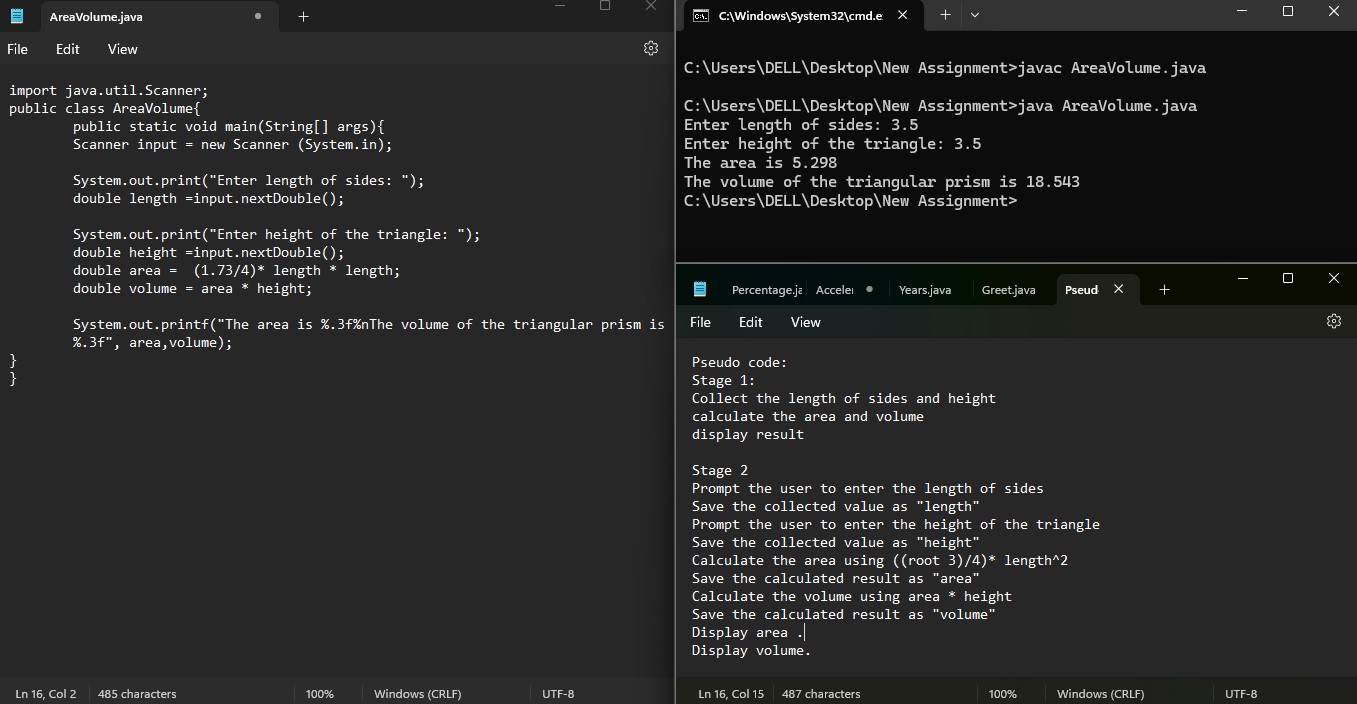 AreaVolume.java
File Edit View
import java.util.Scanner;
public class AreaVolume{
public static void main(String[] args){
Scanner input = new Scanner (System.in);
System.out.print("Enter length of sides: ");
double length =input.nextDouble();
System.out.print("Enter height of the triangle: ");
double height =input.nextDouble();
double area =  (1.73/4)* length * length;
double volume = area * height;
System.out.printf("The area is %.3f%nThe volume of the triangular prism is
%.3f", area,volume);
}
}
Ln 16, Col 2 485 characters 100% Windows (CRLF) UTF-8
C:\Windows\System32\cmd.e
C:\Users\DELL\Desktop\New Assignment>javac AreaVolume.java
C:\Users\DELL\Desktop\New Assignment>java AreaVolume.java
Enter length of sides: 3.5
Enter height of the triangle: 3.5
The area is 5.298
The volume of the triangular prism is 18.543
C:\Users\DELL\Desktop\New Assignment>
Percentage.ja Acceler Years.java Greet.java Pseud
File Edit View
Pseudo code:
Stage 1:
Collect the length of sides and height
calculate the area and volume
display result
Stage 2
Prompt the user to enter the length of sides
Save the collected value as "length"
Prompt the user to enter the height of the triangle
Save the collected value as "height"
Calculate the area using ((root 3)/4)* length^2
Save the calculated result as "area"
Calculate the volume using area * height
Save the calculated result as "volume"
Display area .
Display volume.
Ln 16, Col 15 487 characters 100% Windows (CRLF) UTF-8